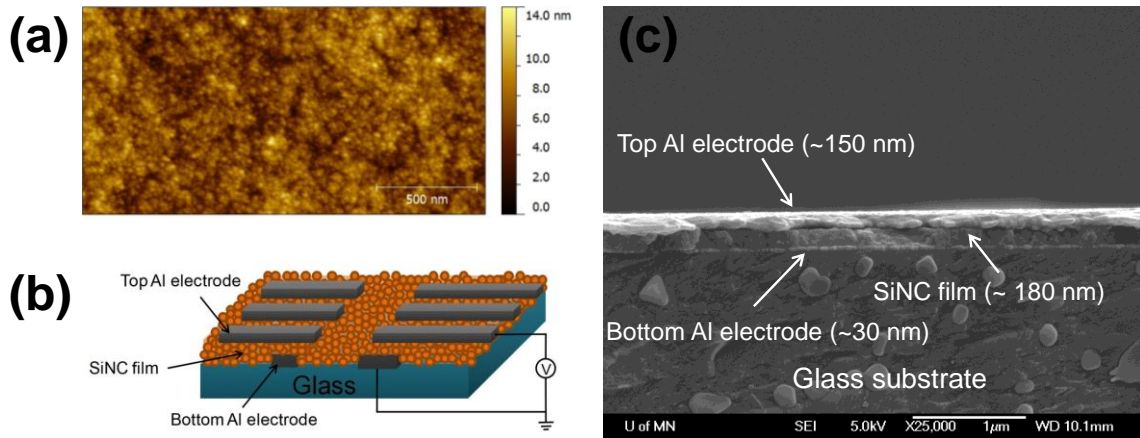 (a)
14.0 nm
10.0
8.0
6.0
4.0
2.0
0.0
500 nm
(b)
Top Al electrode
SiNC film
Glass
Bottom Al electrode
V
(c)
Top Al electrode (~150 nm)
SiNC film (~ 180 nm)
Bottom Al electrode (~30 nm)
Glass substrate
U of MN SEI 5.0kV X25,000 1μm WD 10.1mm